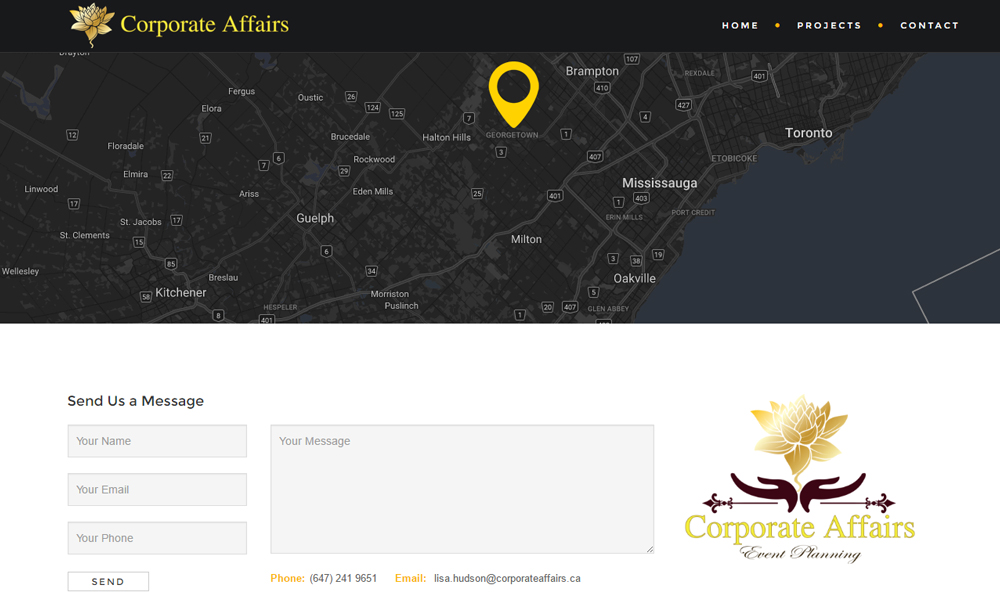 Corporate Affairs
HOME • PROJECTS • CONTACT
Drayton
107
Brampton
REXDALE
401
410
Fergus
Oustic
26
124
125
427
Elora
7
4
12
21
Brucedale
Halton Hills
GEORGETOWN
1
Toronto
Floradale
3
6
7
Rockwood
407
ETOBICOKE
29
Elmira
22
Mississauga
Linwood
Ariss
Eden Mills
25
401
403
17
1
St. Jacobs
17
Guelph
ERIN MILLS
PORT CREDIT
St. Clements
15
Milton
6
19
3
38
Wellesley
85
34
Breslau
Oakville
58
Kitchener
Morriston
5
HESPELER
Puslinch
20
407
GLEN ABBEY
8
401
1
403
Send Us a Message
Your Name
Your Message
Your Email
Your Phone
SEND
Phone: (647) 241 9651 Email: lisa.hudson@corporateaffairs.ca
Corporate Affairs
Event Planning